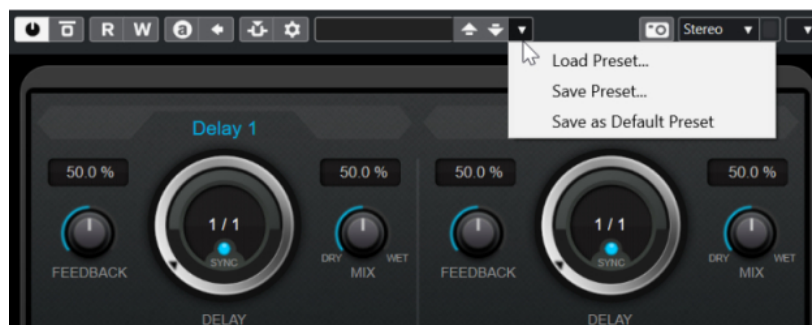 R W a Stereo
Load Preset...
Save Preset...
Save as Default Preset
Delay 1
50.0 % 50.0 % 50.0 % 50.0 %
1 / 1 1 / 1
SYNC SYNC
DRY WET DRY WET
FEEDBACK MIX FEEDBACK MIX
DELAY DELAY